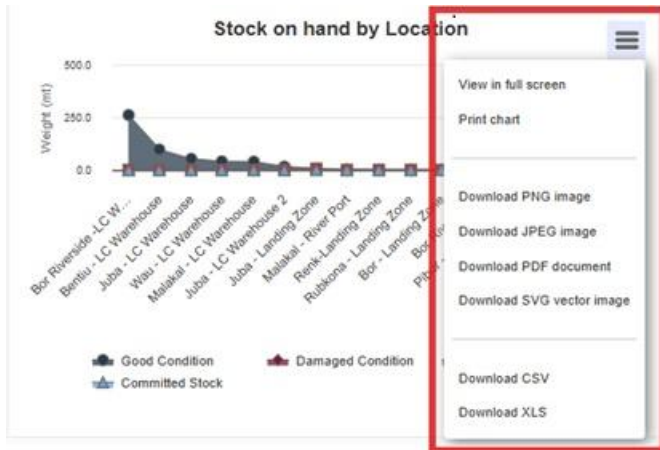 Stock on hand by Location
Weight (mt)
500.0
250.0
0.0
Bor Riverside -LC W...
Bentiu - LC Warehouse
Juba - LC Warehouse
Wau - LC Warehouse
Malakal - LC Warehouse
Juba - LC Warehouse 2
Juba - Landing Zone
Malakal - River Port
Renk-Landing Zone
Rubkona - Landing Zone
Bor - Landing Zone
Good Condition
Damaged Condition
Committed Stock
View in full screen
Print chart
Download PNG image
Download JPEG image
Download PDF document
Download SVG vector image
Download CSV
Download XLS